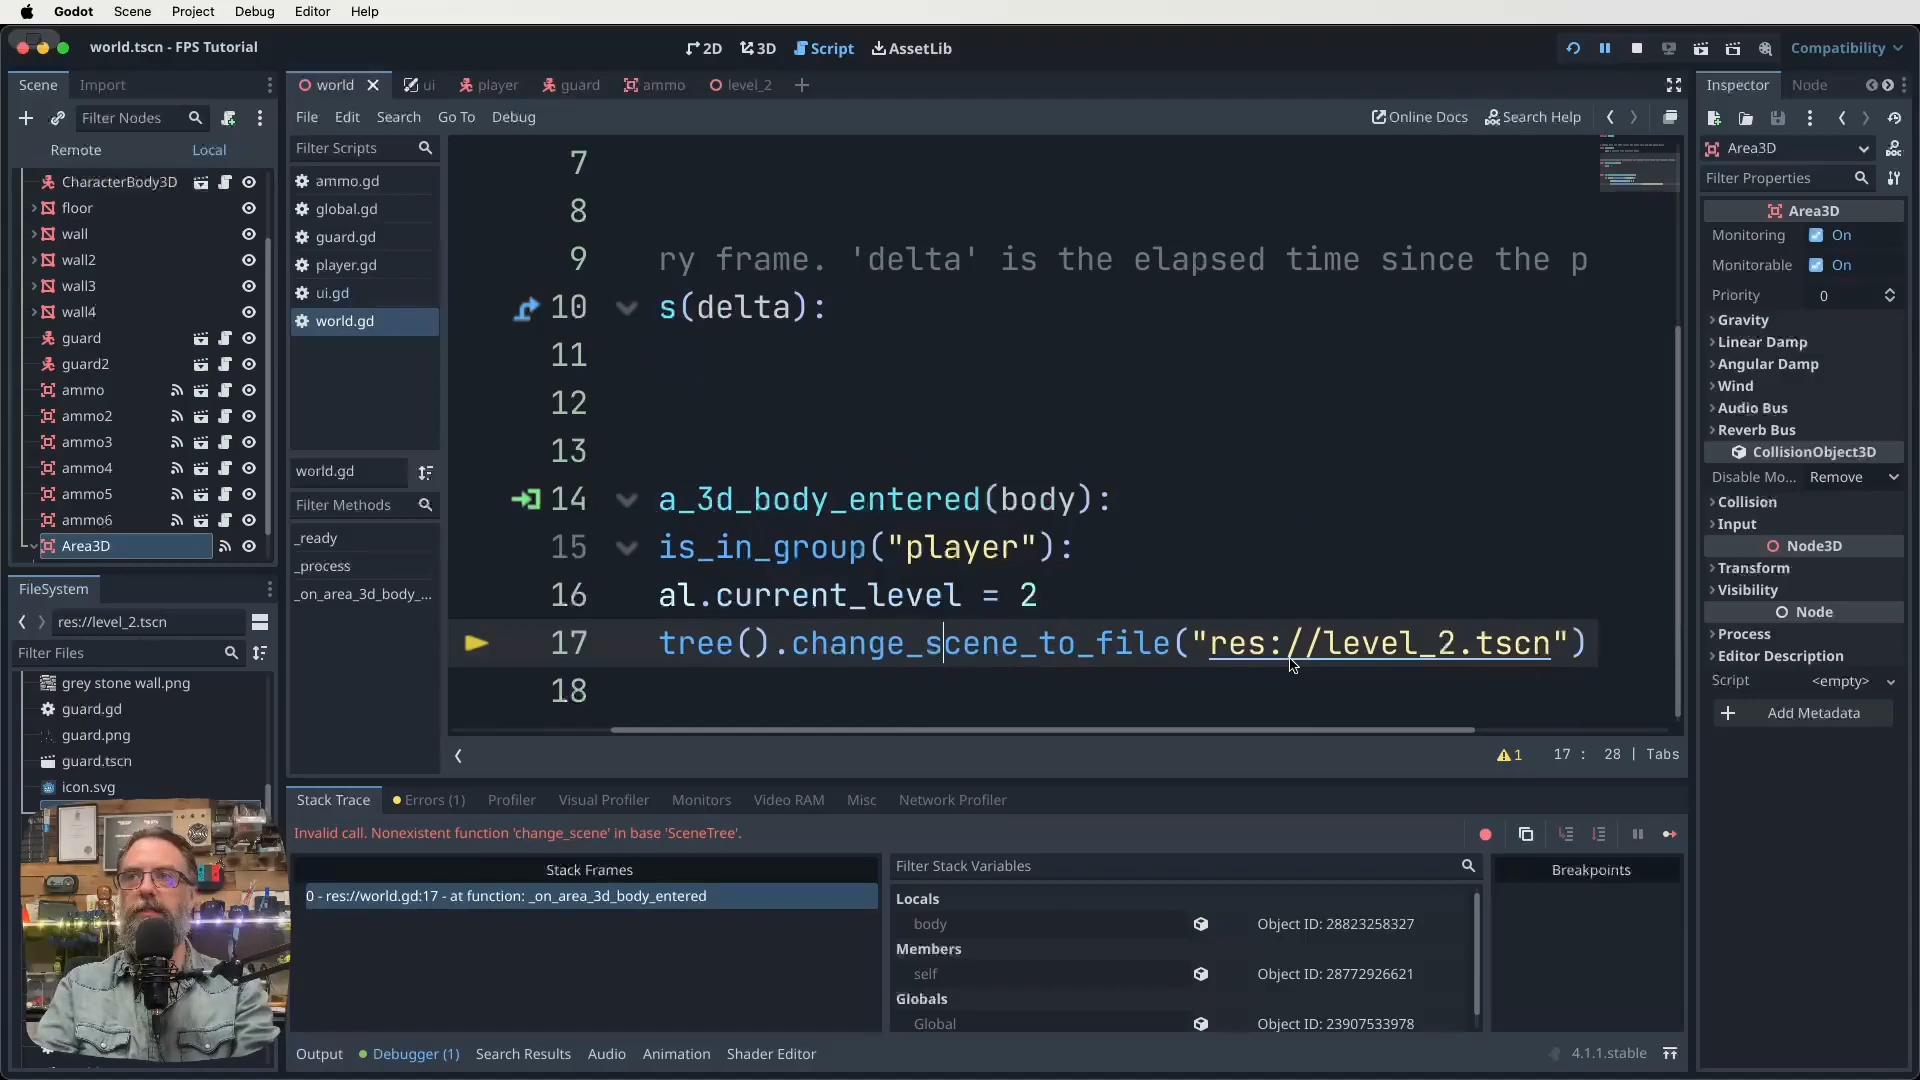 Godot Scene Project Debug Editor Help
world.tscn - FPS Tutorial
2D 3D Script AssetLib
Compatibility
Scene Import
world ui player guard ammo level_2
Inspector Node
Filter Nodes
File Edit Search Go To Debug
Online Docs Search Help
Remote Local
Filter Scripts
Area3D
Filter Properties
CharacterBody3D
floor
wall
wall2
wall3
wall4
guard
guard2
ammo
ammo2
ammo3
ammo4
ammo5
ammo6
Area3D
ammo.gd
global.gd
guard.gd
player.gd
ui.gd
world.gd
world.gd
Filter Methods
_ready
_process
_on_area_3d_body_...
7
8
9 ry frame. 'delta' is the elapsed time since the p
10 s(delta):
11
12
13
14 a_3d_body_entered(body):
15 is_in_group("player"):
16 al.current_level = 2
17 tree().change_scene_to_file("res://level_2.tscn")
18
1 17 : 28 | Tabs
Area3D
Monitoring On
Monitorable On
Priority 0
Gravity
Linear Damp
Angular Damp
Wind
Audio Bus
Reverb Bus
CollisionObject3D
Disable Mo... Remove
Collision
Input
Node3D
Transform
Visibility
Node
Process
Editor Description
Script <empty>
Add Metadata
FileSystem
res://level_2.tscn
Filter Files
grey stone wall.png
guard.gd
guard.png
guard.tscn
icon.svg
Stack Trace Errors (1) Profiler Visual Profiler Monitors Video RAM Misc Network Profiler
Invalid call. Nonexistent function 'change_scene' in base 'SceneTree'.
Stack Frames
0 - res://world.gd:17 - at function: _on_area_3d_body_entered
Filter Stack Variables
Locals
body Object ID: 28823258327
Members
self Object ID: 28772926621
Globals
Global Object ID: 23907533978
Breakpoints
Output Debugger (1) Search Results Audio Animation Shader Editor
4.1.1.stable